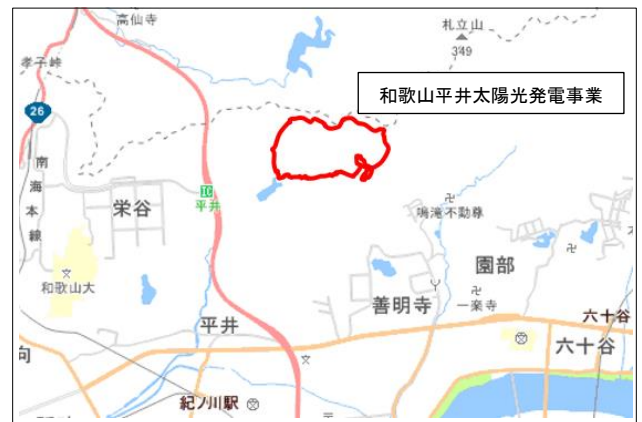 高仙寺
札立山
349
孝子峠
和歌山平井太陽光発電事業
26
南海本線
IC
平井
栄谷
鳴滝不動尊
園部
和歌山大
善明寺
一楽寺
六十谷
平井
六十谷
向
紀ノ川駅